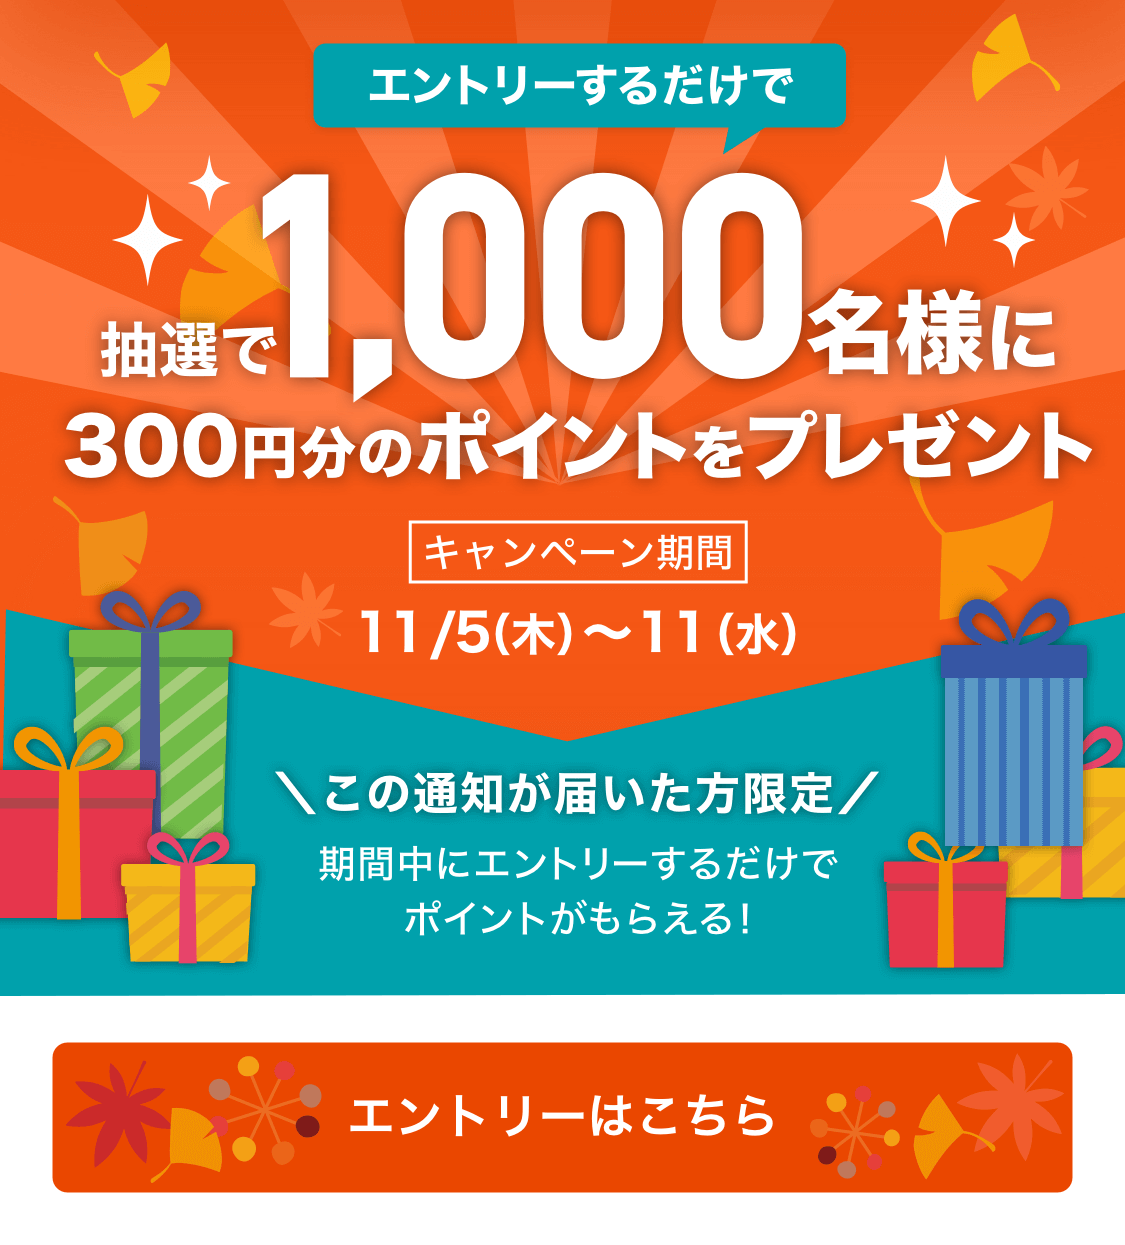 エントリーするだけで
抽選で1,000名様に
300円分のポイントをプレゼント
キャンペーン期間
11/5(木)～11(水)
＼この通知が届いた方限定／
期間中にエントリーするだけで
ポイントがもらえる！
エントリーはこちら